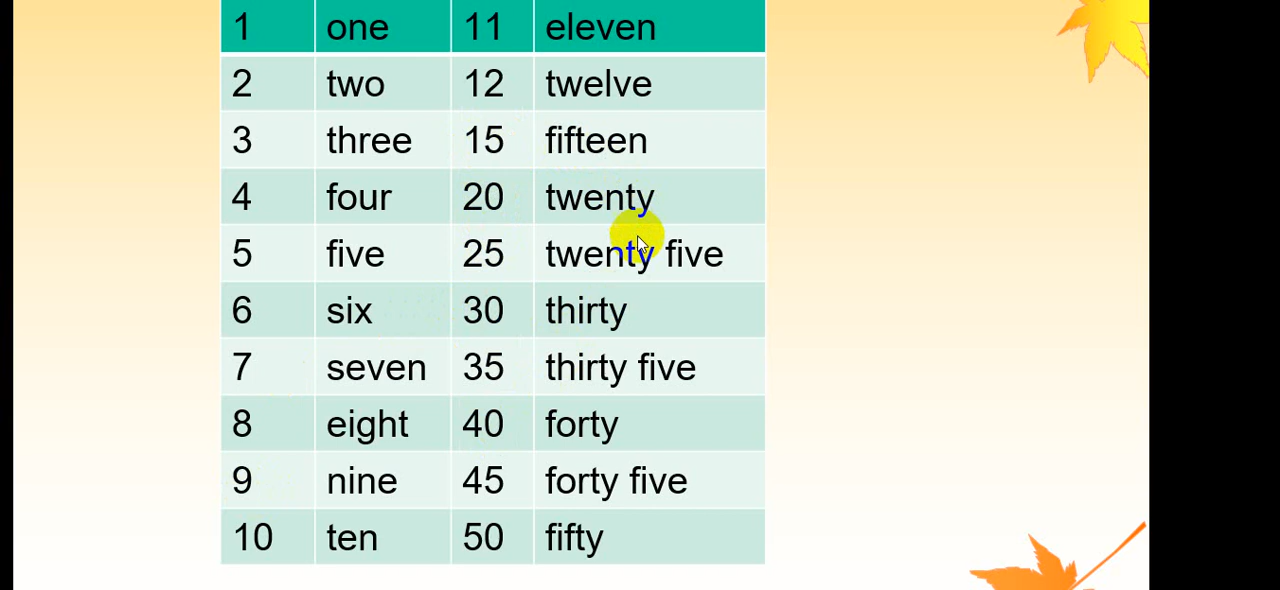 1 one 11 eleven
2 two 12 twelve
3 three 15 fifteen
4 four 20 twenty
5 five 25 twenty five
6 six 30 thirty
7 seven 35 thirty five
8 eight 40 forty
9 nine 45 forty five
10 ten 50 fifty